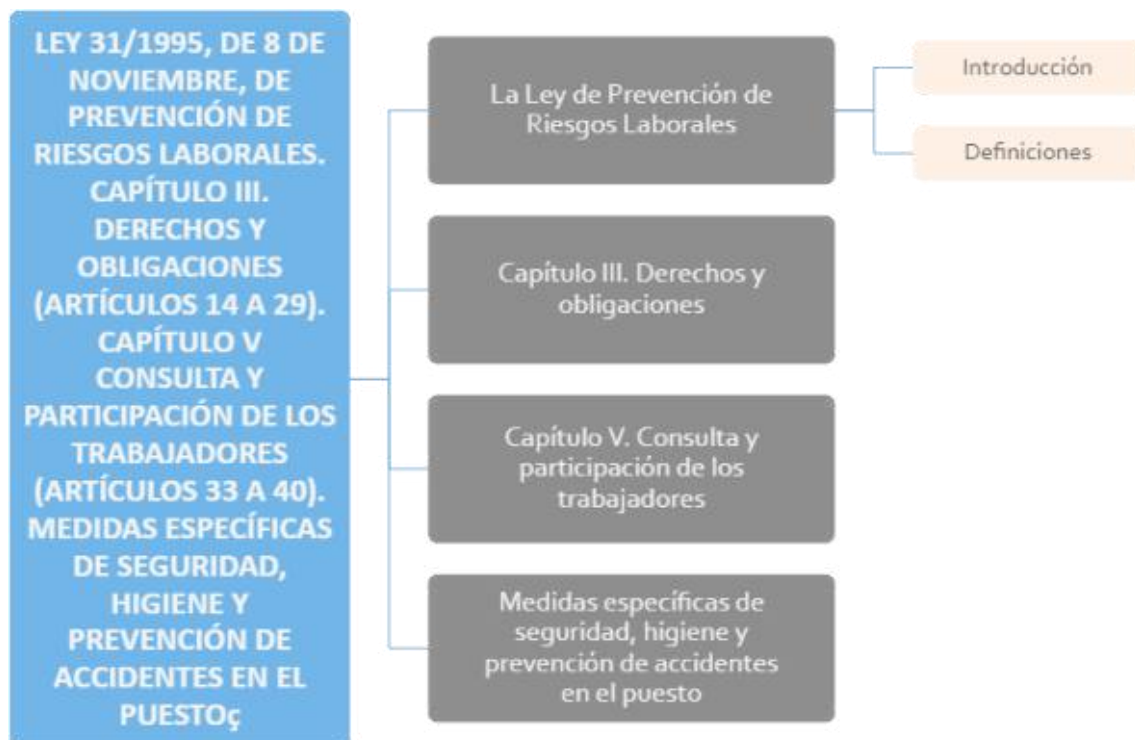 LEY 31/1995, DE 8 DE
NOVIEMBRE, DE
PREVENCIÓN DE
RIESGOS LABORALES.
CAPÍTULO III.
DERECHOS Y
OBLIGACIONES
(ARTÍCULOS 14 A 29).
CAPÍTULO V
CONSULTA Y
PARTICIPACIÓN DE LOS
TRABAJADORES
(ARTÍCULOS 33 A 40).
MEDIDAS ESPECÍFICAS
DE SEGURIDAD,
HIGIENE Y
PREVENCIÓN DE
ACCIDENTES EN EL
PUESTOç
La Ley de Prevención de
Riesgos Laborales
Introducción
Definiciones
Capítulo III. Derechos y
obligaciones
Capítulo V. Consulta y
participación de los
trabajadores
Medidas específicas de
seguridad, higiene y
prevención de accidentes
en el puesto